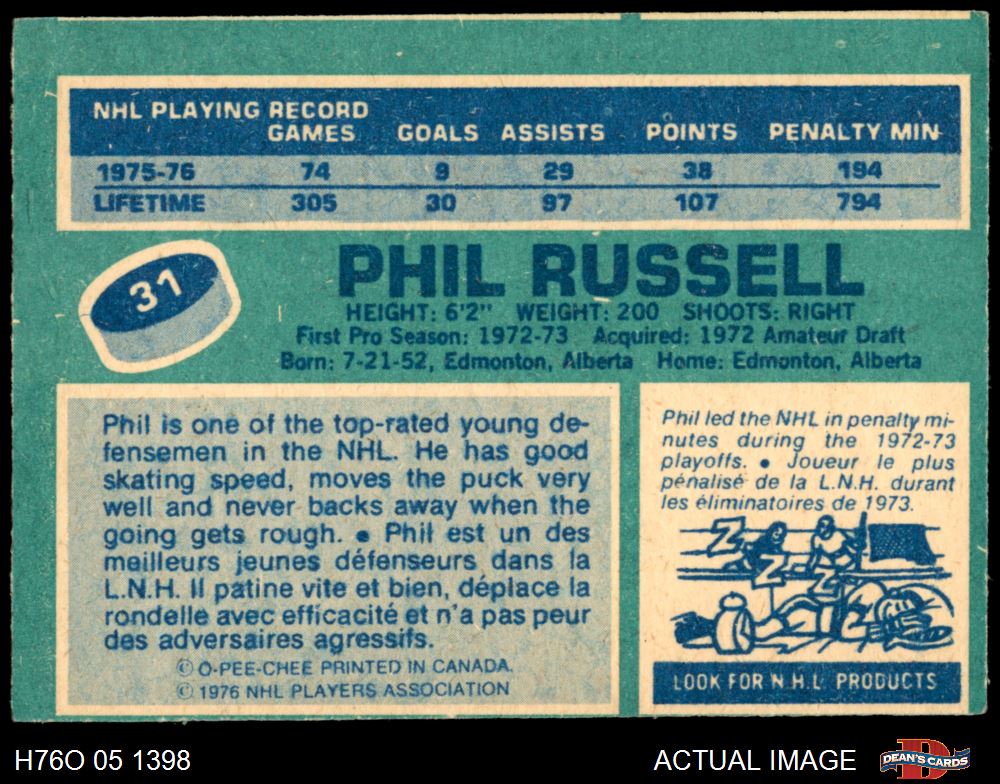 NHL PLAYING RECORD
GAMES GOALS ASSISTS POINTS PENALTY MIN
1975-76 74 9 29 38 194
LIFETIME 305 30 97 107 794
31
PHIL RUSSELL
HEIGHT: 6'2" WEIGHT: 200 SHOOTS: RIGHT
First Pro Season: 1972-73 Acquired: 1972 Amateur Draft
Born: 7-21-52, Edmonton, Alberta Home: Edmonton, Alberta
Phil is one of the top-rated young de-
fensemen in the NHL. He has good
skating speed, moves the puck very
well and never backs away when the
going gets rough. • Phil est un des
meilleurs jeunes défenseurs dans la
L.N.H. Il patine vite et bien, déplace la
rondelle avec efficacité et n'a pas peur
des adversaires agressifs.
© O-PEE-CHEE PRINTED IN CANADA.
© 1976 NHL PLAYERS ASSOCIATION
Phil led the NHL in penalty mi-
nutes during the 1972-73
playoffs. • Joueur le plus
pénalisé de la L.N.H. durant
les éliminatoires de 1973.
Z
Z
Z
LOOK FOR N.H.L. PRODUCTS
H76O 05 1398
ACTUAL IMAGE
D
DEAN'S CARDS